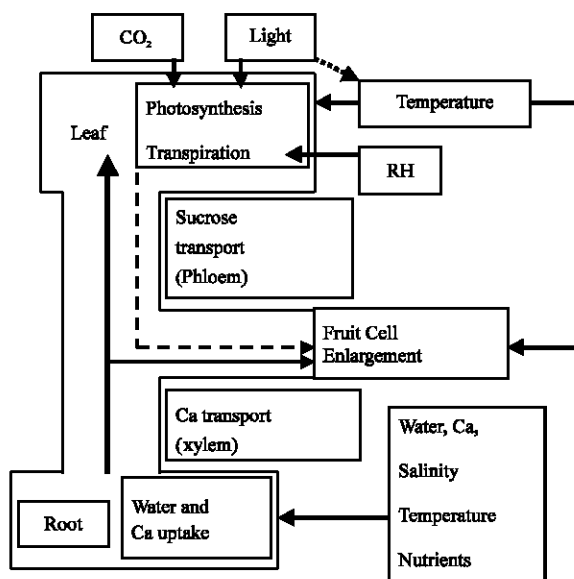 CO₂
Light
Photosynthesis
Temperature
Leaf
Transpiration
RH
Sucrose
transport
(Phloem)
Fruit Cell
Enlargement
Ca transport
(xylem)
Water, Ca,
Salinity
Temperature
Nutrients
Root
Water and
Ca uptake